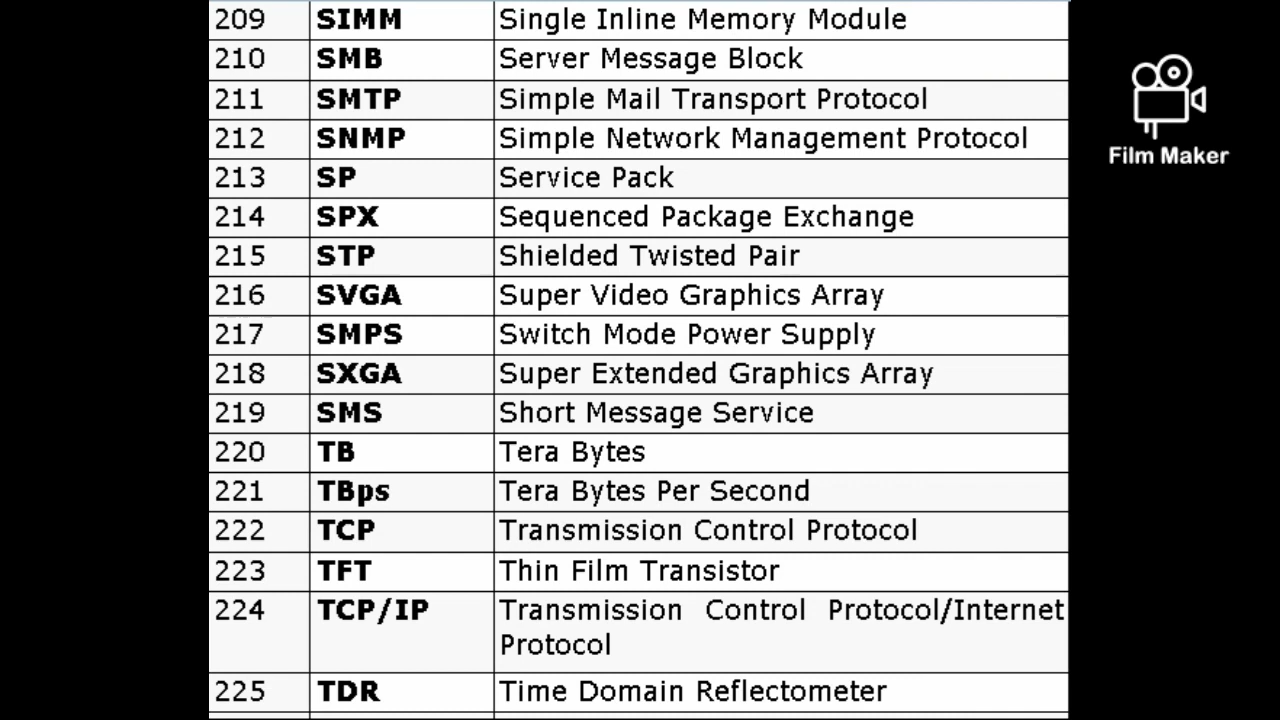 209 SIMM Single Inline Memory Module
210 SMB Server Message Block
211 SMTP Simple Mail Transport Protocol
212 SNMP Simple Network Management Protocol
213 SP Service Pack
214 SPX Sequenced Package Exchange
215 STP Shielded Twisted Pair
216 SVGA Super Video Graphics Array
217 SMPS Switch Mode Power Supply
218 SXGA Super Extended Graphics Array
219 SMS Short Message Service
220 TB Tera Bytes
221 TBps Tera Bytes Per Second
222 TCP Transmission Control Protocol
223 TFT Thin Film Transistor
224 TCP/IP Transmission Control Protocol/Internet
Protocol
225 TDR Time Domain Reflectometer
Film Maker